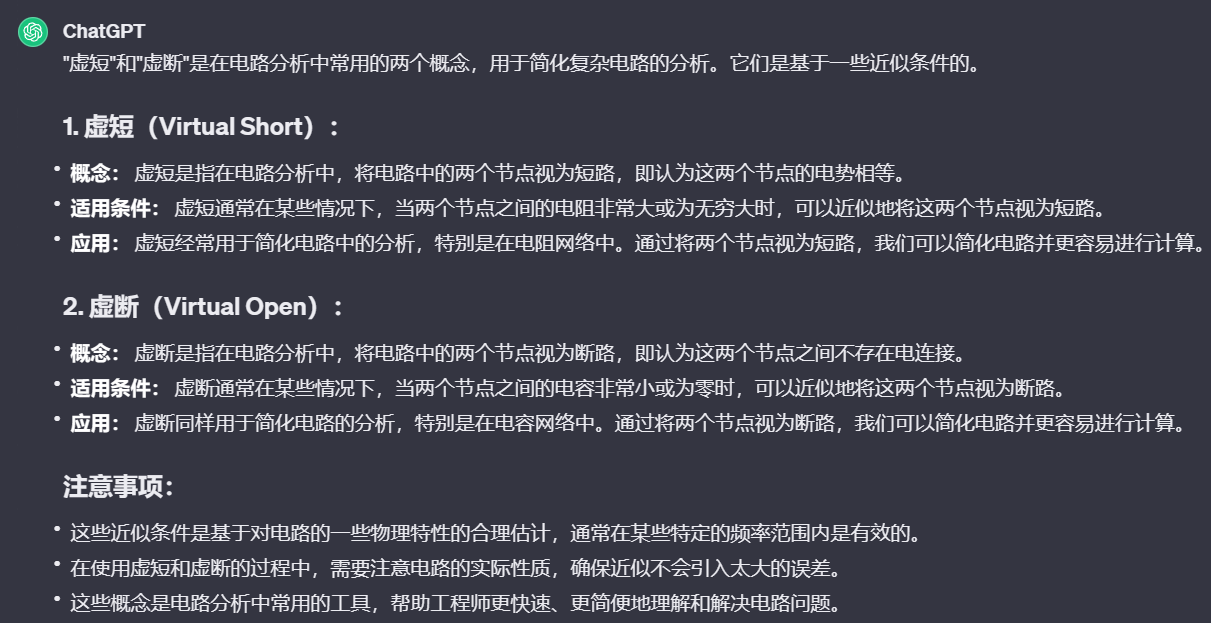 ChatGPT
"虚短"和"虚断"是在电路分析中常用的两个概念，用于简化复杂电路的分析。它们是基于一些近似条件的。
1. 虚短（Virtual Short）：
• 概念： 虚短是指在电路分析中，将电路中的两个节点视为短路，即认为这两个节点的电势相等。
• 适用条件： 虚短通常在某些情况下，当两个节点之间的电阻非常大或为无穷大时，可以近似地将这两个节点视为短路。
• 应用： 虚短经常用于简化电路中的分析，特别是在电阻网络中。通过将两个节点视为短路，我们可以简化电路并更容易进行计算。
2. 虚断（Virtual Open）：
• 概念： 虚断是指在电路分析中，将电路中的两个节点视为断路，即认为这两个节点之间不存在电连接。
• 适用条件： 虚断通常在某些情况下，当两个节点之间的电容非常小或为零时，可以近似地将这两个节点视为断路。
• 应用： 虚断同样用于简化电路的分析，特别是在电容网络中。通过将两个节点视为断路，我们可以简化电路并更容易进行计算。
注意事项：
• 这些近似条件是基于对电路的一些物理特性的合理估计，通常在某些特定的频率范围内是有效的。
• 在使用虚短和虚断的过程中，需要注意电路的实际性质，确保近似不会引入太大的误差。
• 这些概念是电路分析中常用的工具，帮助工程师更快速、更简便地理解和解决电路问题。